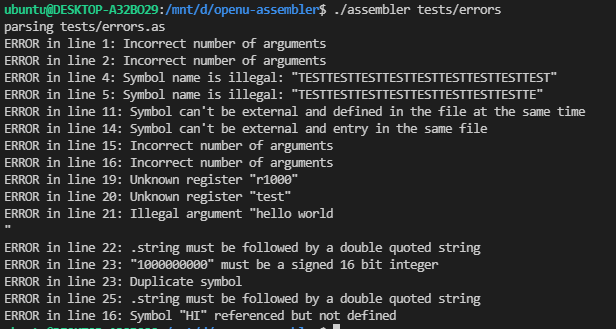 ubuntu@DESKTOP-A32BO29:/mnt/d/openu-assembler$ ./assembler tests/errors
parsing tests/errors.as
ERROR in line 1: Incorrect number of arguments
ERROR in line 2: Incorrect number of arguments
ERROR in line 4: Symbol name is illegal: "TESTTESTTESTTESTTESTTESTTESTTESTTEST"
ERROR in line 5: Symbol name is illegal: "TESTTESTTESTTESTTESTTESTTESTTESTTE"
ERROR in line 11: Symbol can't be external and defined in the file at the same time
ERROR in line 14: Symbol can't be external and entry in the same file
ERROR in line 15: Incorrect number of arguments
ERROR in line 16: Incorrect number of arguments
ERROR in line 19: Unknown register "r1000"
ERROR in line 20: Unknown register "test"
ERROR in line 21: Illegal argument "hello world
"
ERROR in line 22: .string must be followed by a double quoted string
ERROR in line 23: "1000000000" must be a signed 16 bit integer
ERROR in line 23: Duplicate symbol
ERROR in line 25: .string must be followed by a double quoted string
ERROR in line 16: Symbol "HI" referenced but not defined